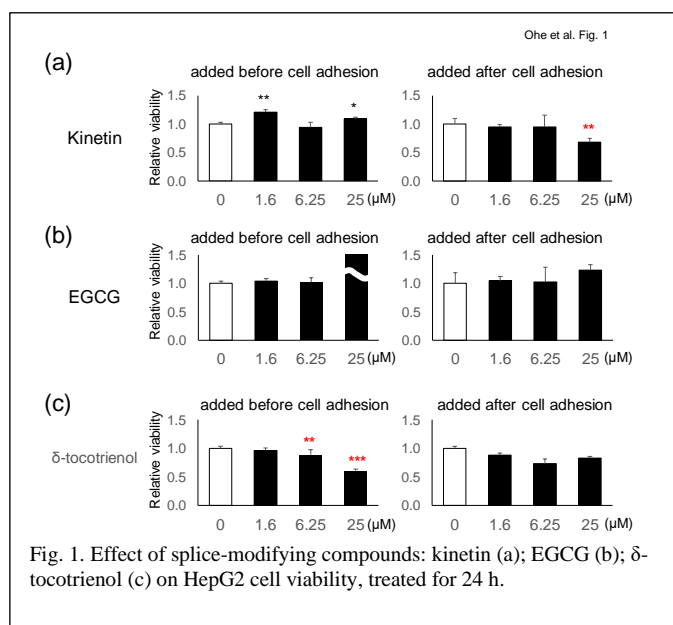 Ohe et al. Fig. 1
(a)
added before cell adhesion
added after cell adhesion
Kinetin
Relative viability
1.5
1.0
0.5
0.0
**
*
0 1.6 6.25 25 (μM)
1.5
1.0
0.5
0.0
**
0 1.6 6.25 25 (μM)
(b)
added before cell adhesion
added after cell adhesion
EGCG
Relative viability
1.5
1.0
0.5
0.0
0 1.6 6.25 25 (μM)
1.5
1.0
0.5
0.0
0 1.6 6.25 25 (μM)
(c)
added before cell adhesion
added after cell adhesion
δ-tocotrienol
Relative viability
1.5
1.0
0.5
0.0
**
***
0 1.6 6.25 25 (μM)
1.5
1.0
0.5
0.0
0 1.6 6.25 25 (μM)
Fig. 1. Effect of splice-modifying compounds: kinetin (a); EGCG (b); δ-
tocotrienol (c) on HepG2 cell viability, treated for 24 h.